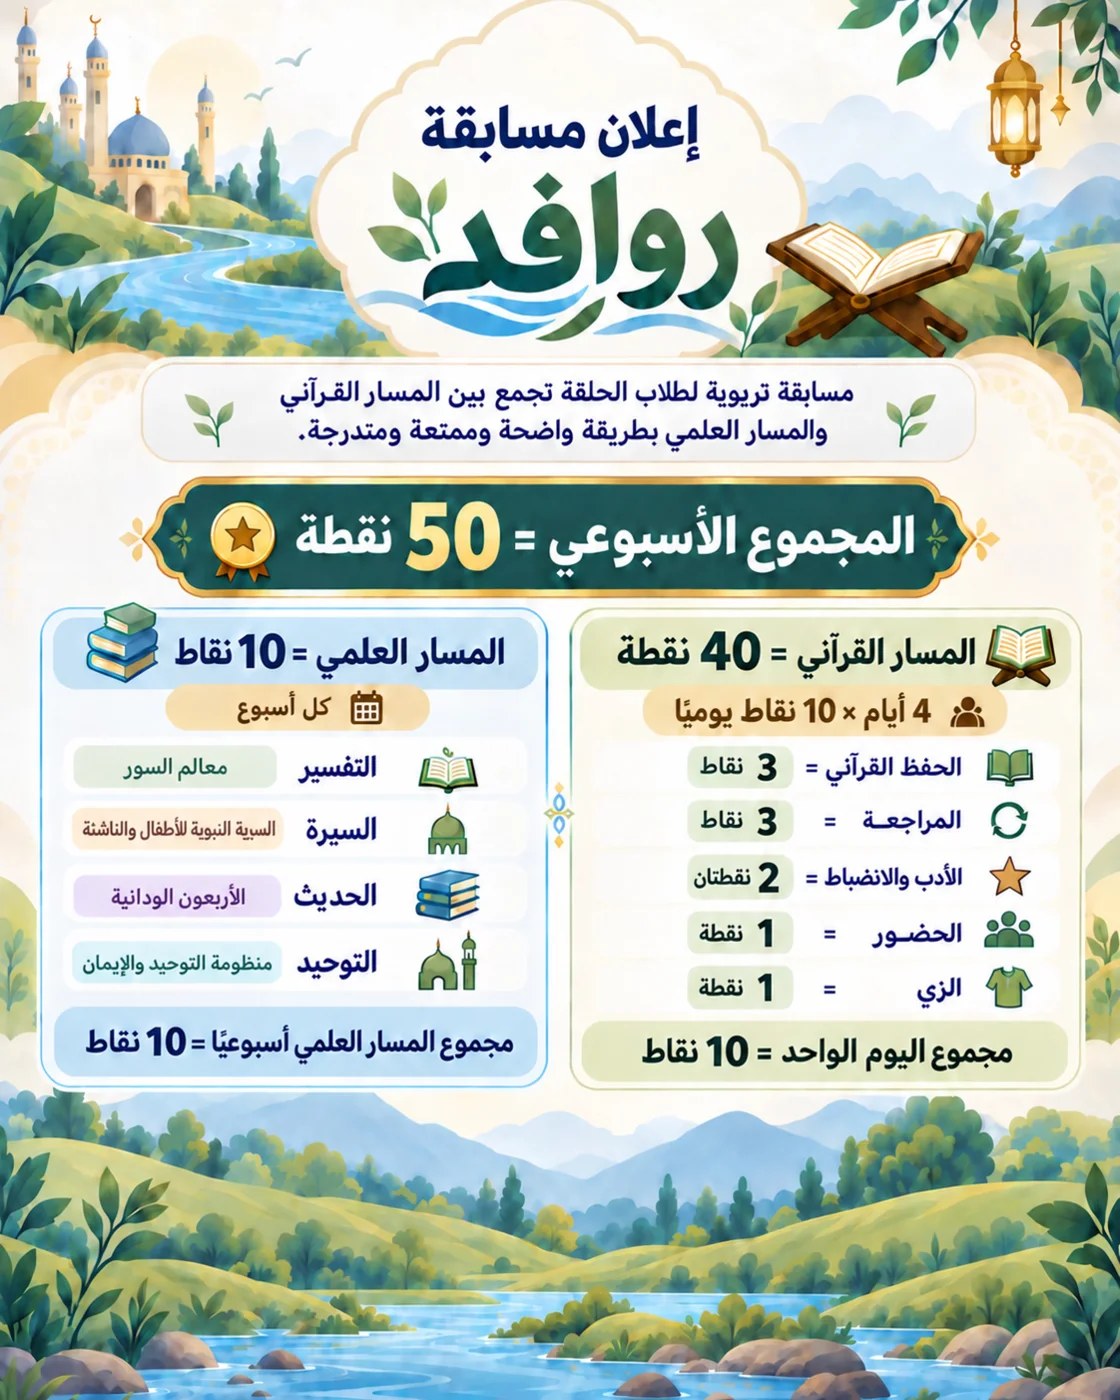 إعلان مسابقة
روافد
مسابقة تربوية لطلاب الحلقة تجمع بين المسار القرآني
والمسار العلمي بطريقة واضحة وممتعة ومتدرجة.
المجموع الأسبوعي = 50 نقطة
المسار القرآني = 40 نقطة
4 أيام × 10 نقاط يوميًا
الحفظ القرآني = 3 نقاط
المراجعـة = 3 نقاط
الأدب والانضباط = 2 نقطتان
الحضـور = 1 نقطة
الزي = 1 نقطة
مجموع اليوم الواحد = 10 نقاط
المسار العلمي = 10 نقاط
كل أسبوع
التفسير معالم السور
السيرة السرية النبوية للأطفال والناشئة
الحديث الأربعون الودانية
التوحيد منظومة التوحيد والإيمان
مجموع المسار العلمي أسبوعيًا = 10 نقاط